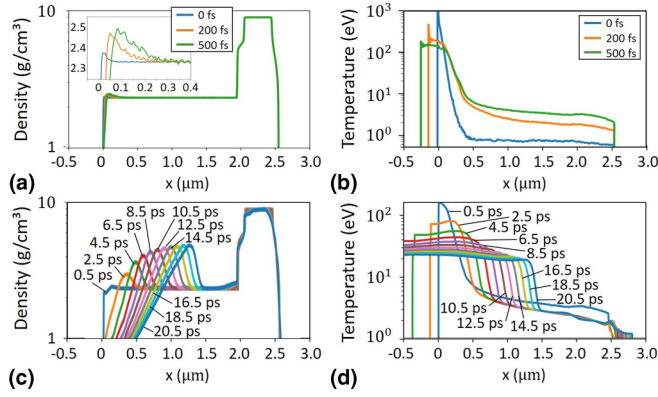 Density (g/cm³)
0 fs
200 fs
500 fs
2.5
2.4
2.3
0.0 0.1 0.2 0.3 0.4
10
1
-0.5 0 0.5 1.0 1.5 2.0 2.5 3.0
(a)
x (μm)
Temperature (eV)
0 fs
200 fs
500 fs
10³
10²
10¹
10⁰
-0.5 0 0.5 1.0 1.5 2.0 2.5 3.0
(b)
x (μm)
Density (g/cm³)
8.5 ps
6.5 ps
4.5 ps
2.5 ps
0.5 ps
10.5 ps
12.5 ps
14.5 ps
16.5 ps
18.5 ps
20.5 ps
1
-0.5 0 0.5 1.0 1.5 2.0 2.5 3.0
(c)
x (μm)
Temperature (eV)
0.5 ps
2.5 ps
4.5 ps
6.5 ps
8.5 ps
16.5 ps
18.5 ps
20.5 ps
10.5 ps
12.5 ps
14.5 ps
10²
10¹
10⁰
-0.5 0 0.5 1.0 1.5 2.0 2.5 3.0
(d)
x (μm)